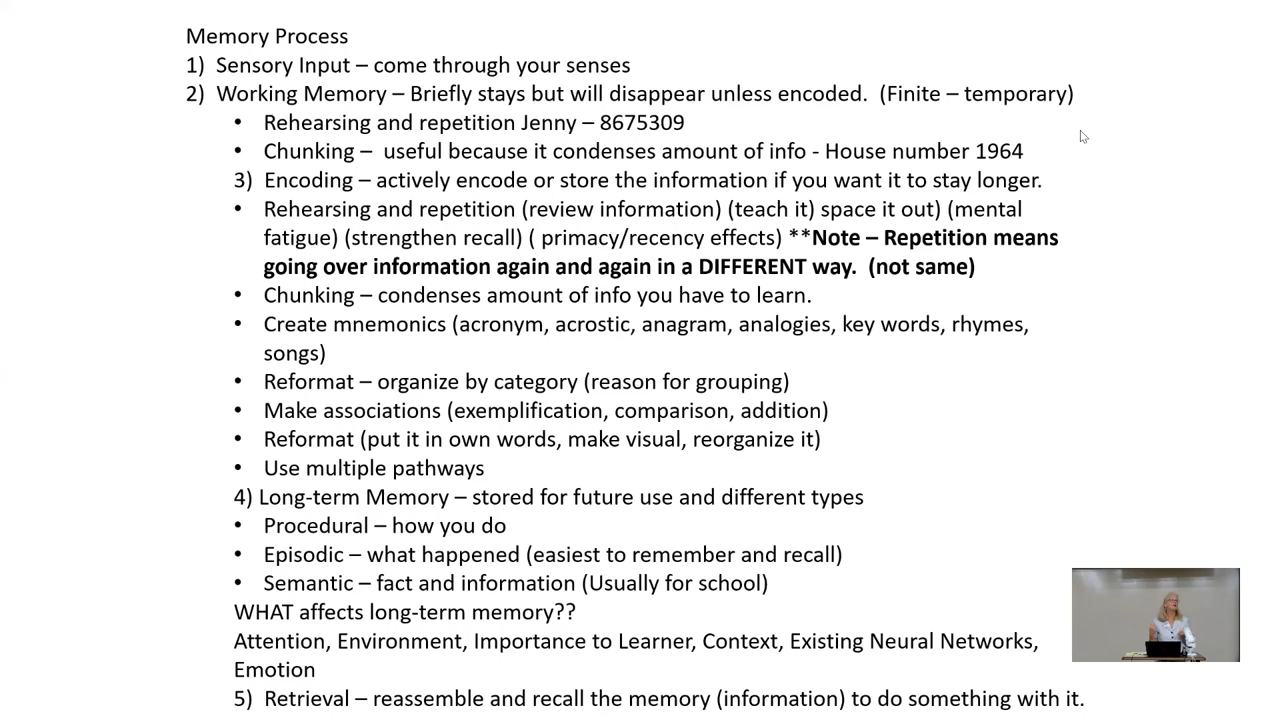 Memory Process
1) Sensory Input – come through your senses
2) Working Memory – Briefly stays but will disappear unless encoded. (Finite – temporary)
• Rehearsing and repetition Jenny – 8675309
• Chunking – useful because it condenses amount of info - House number 1964
3) Encoding – actively encode or store the information if you want it to stay longer.
• Rehearsing and repetition (review information) (teach it) space it out) (mental
fatigue) (strengthen recall) ( primacy/recency effects) **Note – Repetition means
going over information again and again in a DIFFERENT way. (not same)
• Chunking – condenses amount of info you have to learn.
• Create mnemonics (acronym, acrostic, anagram, analogies, key words, rhymes,
songs)
• Reformat – organize by category (reason for grouping)
• Make associations (exemplification, comparison, addition)
• Reformat (put it in own words, make visual, reorganize it)
• Use multiple pathways
4) Long-term Memory – stored for future use and different types
• Procedural – how you do
• Episodic – what happened (easiest to remember and recall)
• Semantic – fact and information (Usually for school)
WHAT affects long-term memory??
Attention, Environment, Importance to Learner, Context, Existing Neural Networks,
Emotion
5) Retrieval – reassemble and recall the memory (information) to do something with it.